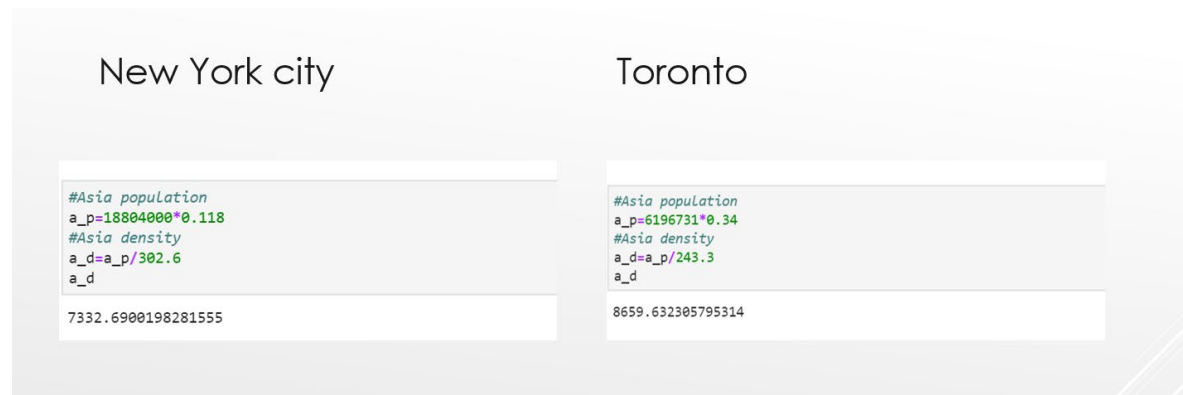 New York city
Toronto
#Asia population
a_p=18804000*0.118
#Asia density
a_d=a_p/302.6
a_d
7332.6900198281555
#Asia population
a_p=6196731*0.34
#Asia density
a_d=a_p/243.3
a_d
8659.632305795314